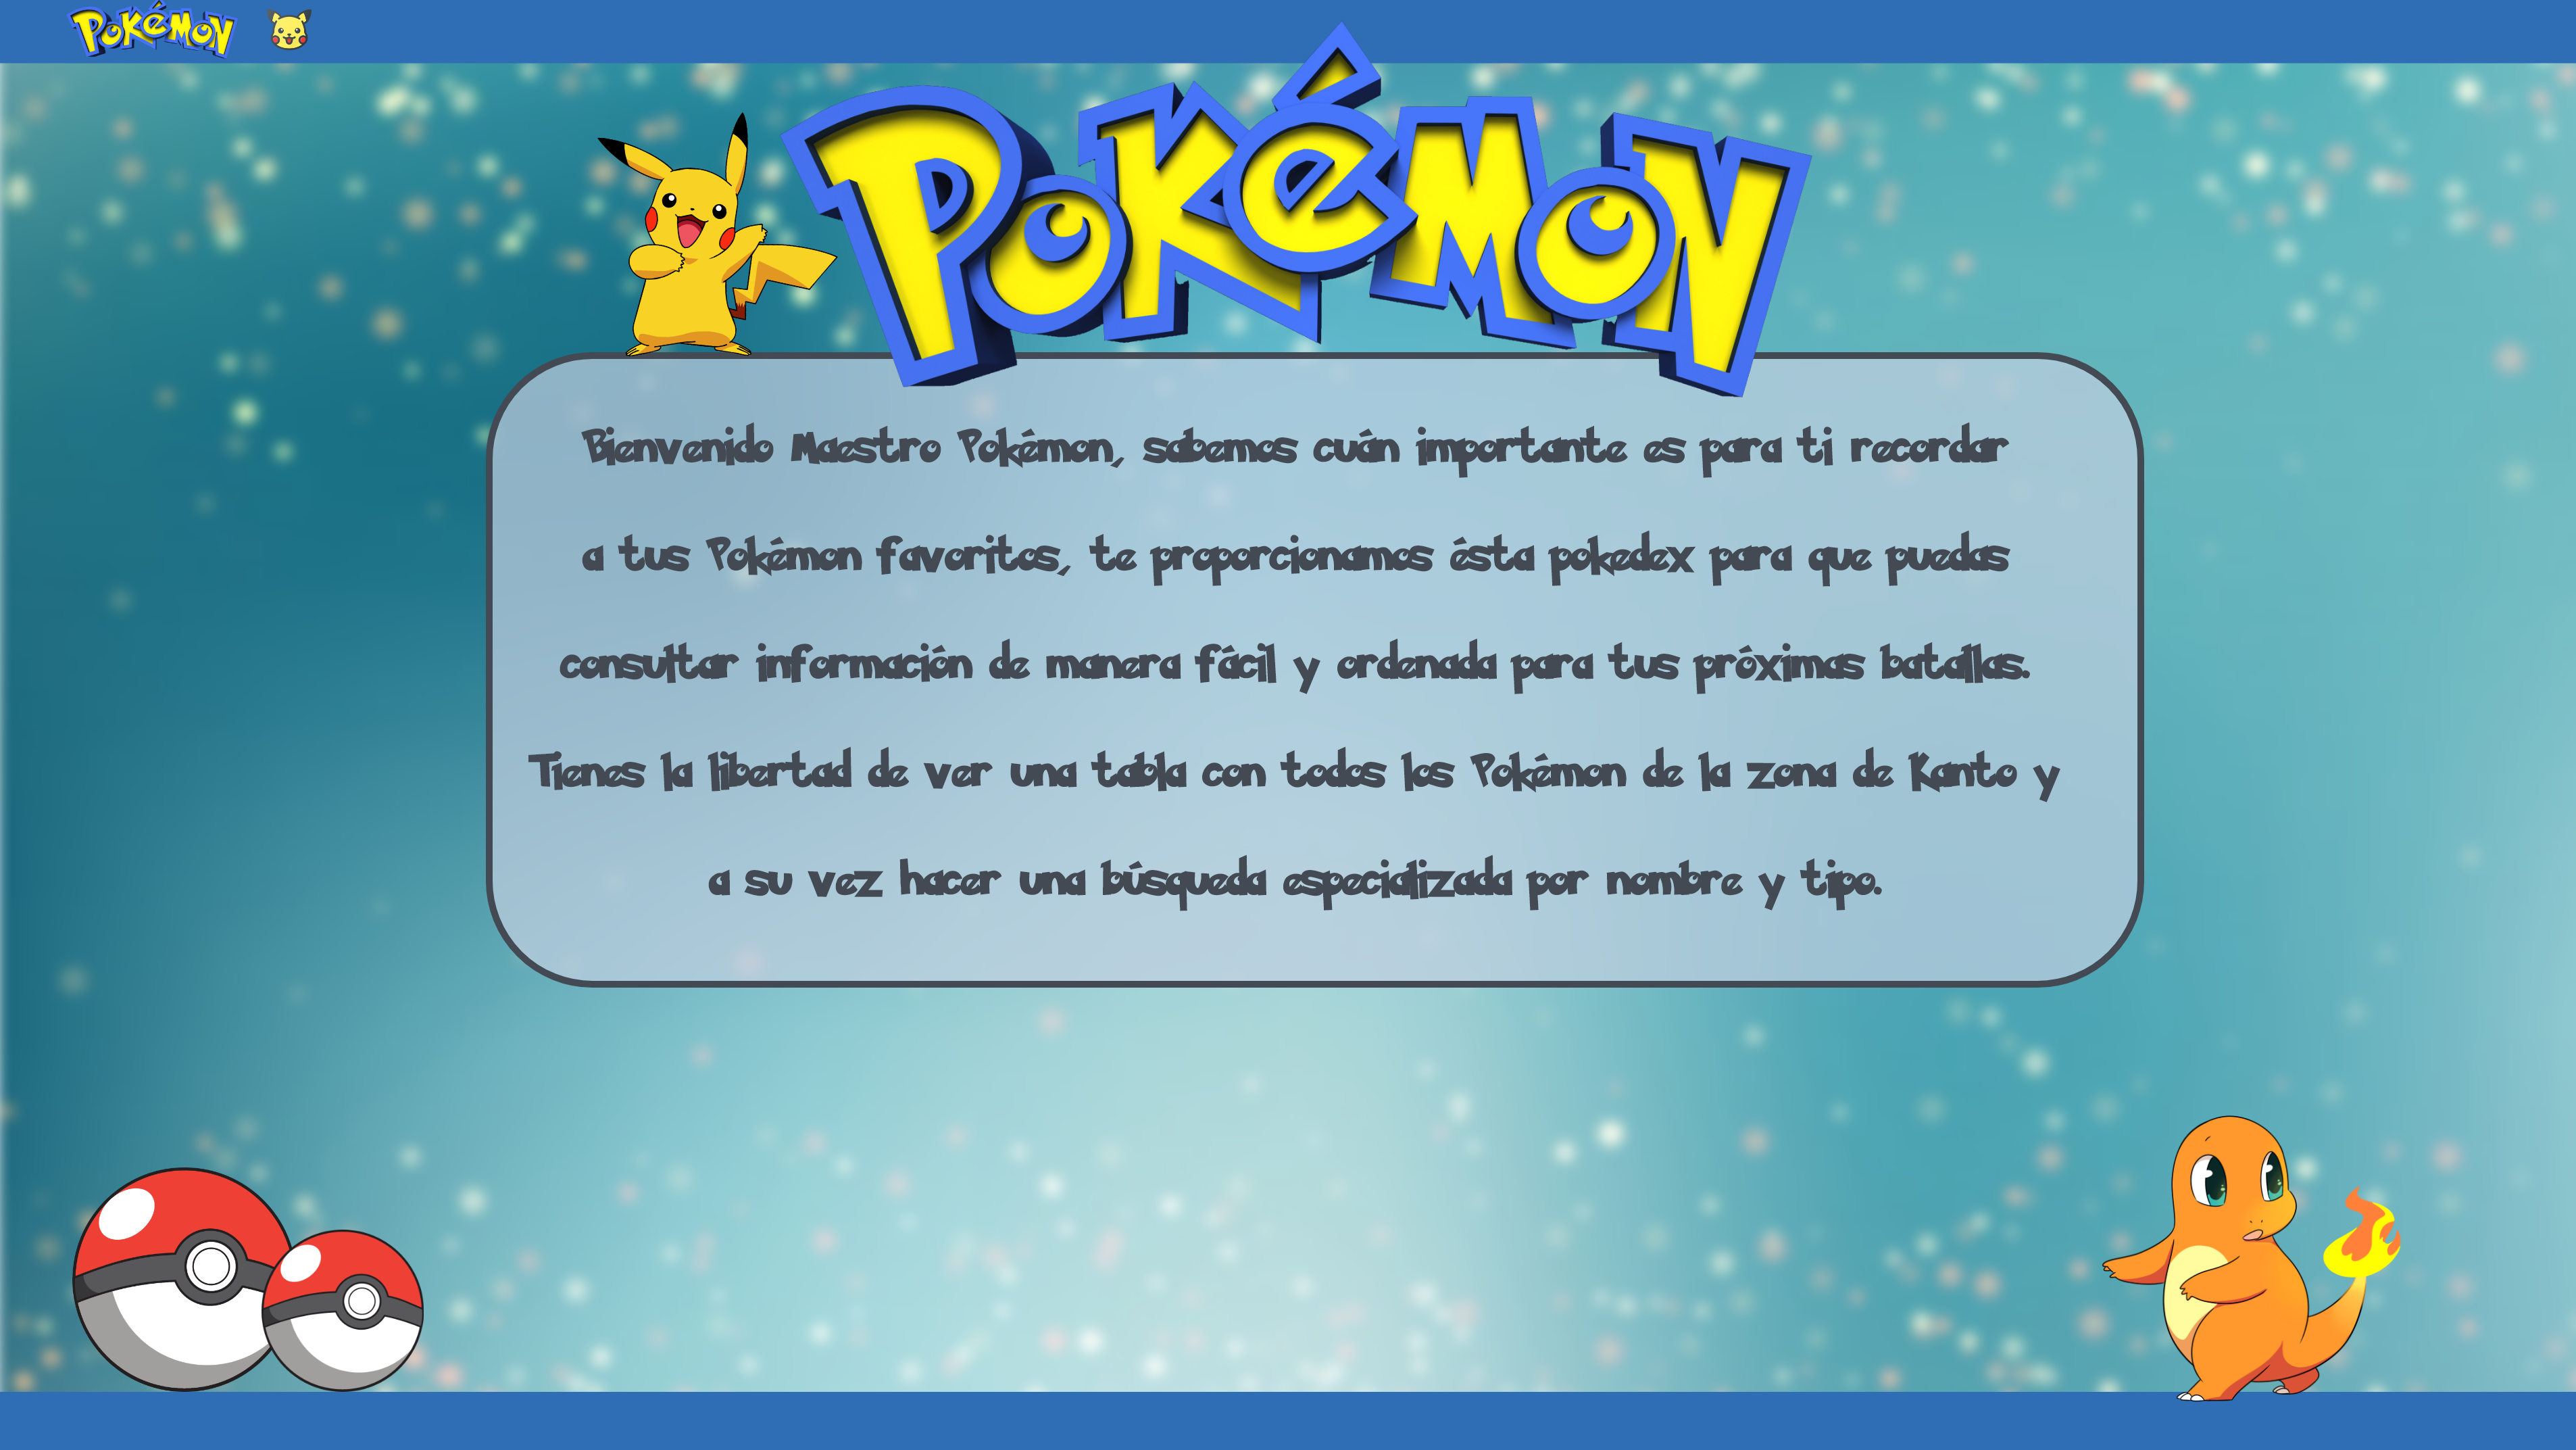 Pokémon
Pokémon
Bienvenido Maestro Pokémon, sabemos cuán importante es para ti recordar
a tus Pokémon favoritos, te proporcionamos ésta pokedex para que puedas
consultar información de manera fácil y ordenada para tus próximas batallas.
Tienes la libertad de ver una tabla con todos los Pokémon de la zona de Kanto y
a su vez hacer una búsqueda especializada por nombre y tipo.